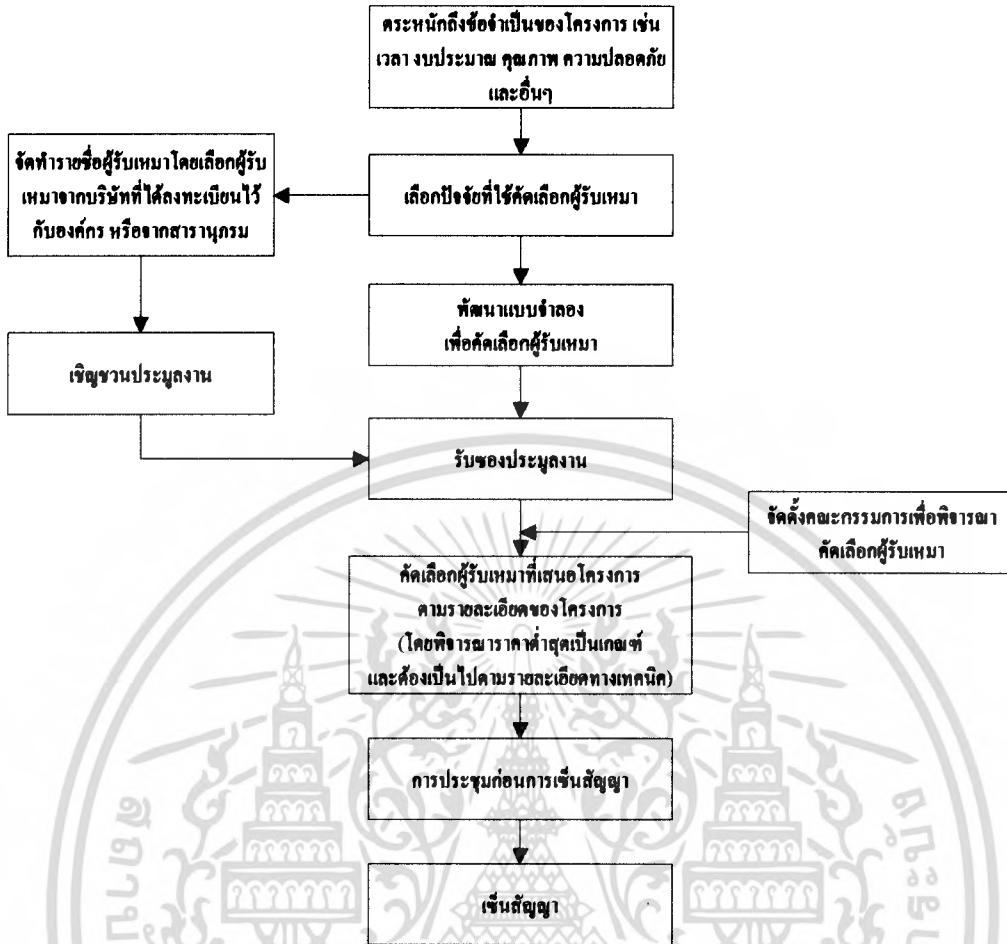 ตระหนักถึงข้อจำเป็นของโครงการ เช่น
เวลา งบประมาณ คุณภาพ ความปลอดภัย
และอื่นๆ
จัดทำรายชื่อผู้รับเหมาโดยเลือกผู้รับ
เหมาจากบริษัทที่ได้ลงทะเบียนไว้
กับองค์กร หรือจากสารานุกรม
เลือกปัจจัยที่ใช้คัดเลือกผู้รับเหมา
พัฒนาแบบจำลอง
เพื่อคัดเลือกผู้รับเหมา
เชิญชวนประมูลงาน
รับซองประมูลงาน
จัดตั้งคณะกรรมการเพื่อพิจารณา
คัดเลือกผู้รับเหมา
คัดเลือกผู้รับเหมาที่เสนอโครงการ
ตามรายละเอียดของโครงการ
(โดยพิจารณาราคาต่ำสุดเป็นเกณฑ์
และต้องเป็นไปตามรายละเอียดทางเทคนิค)
การประชุมก่อนการเซ็นสัญญา
เซ็นสัญญา